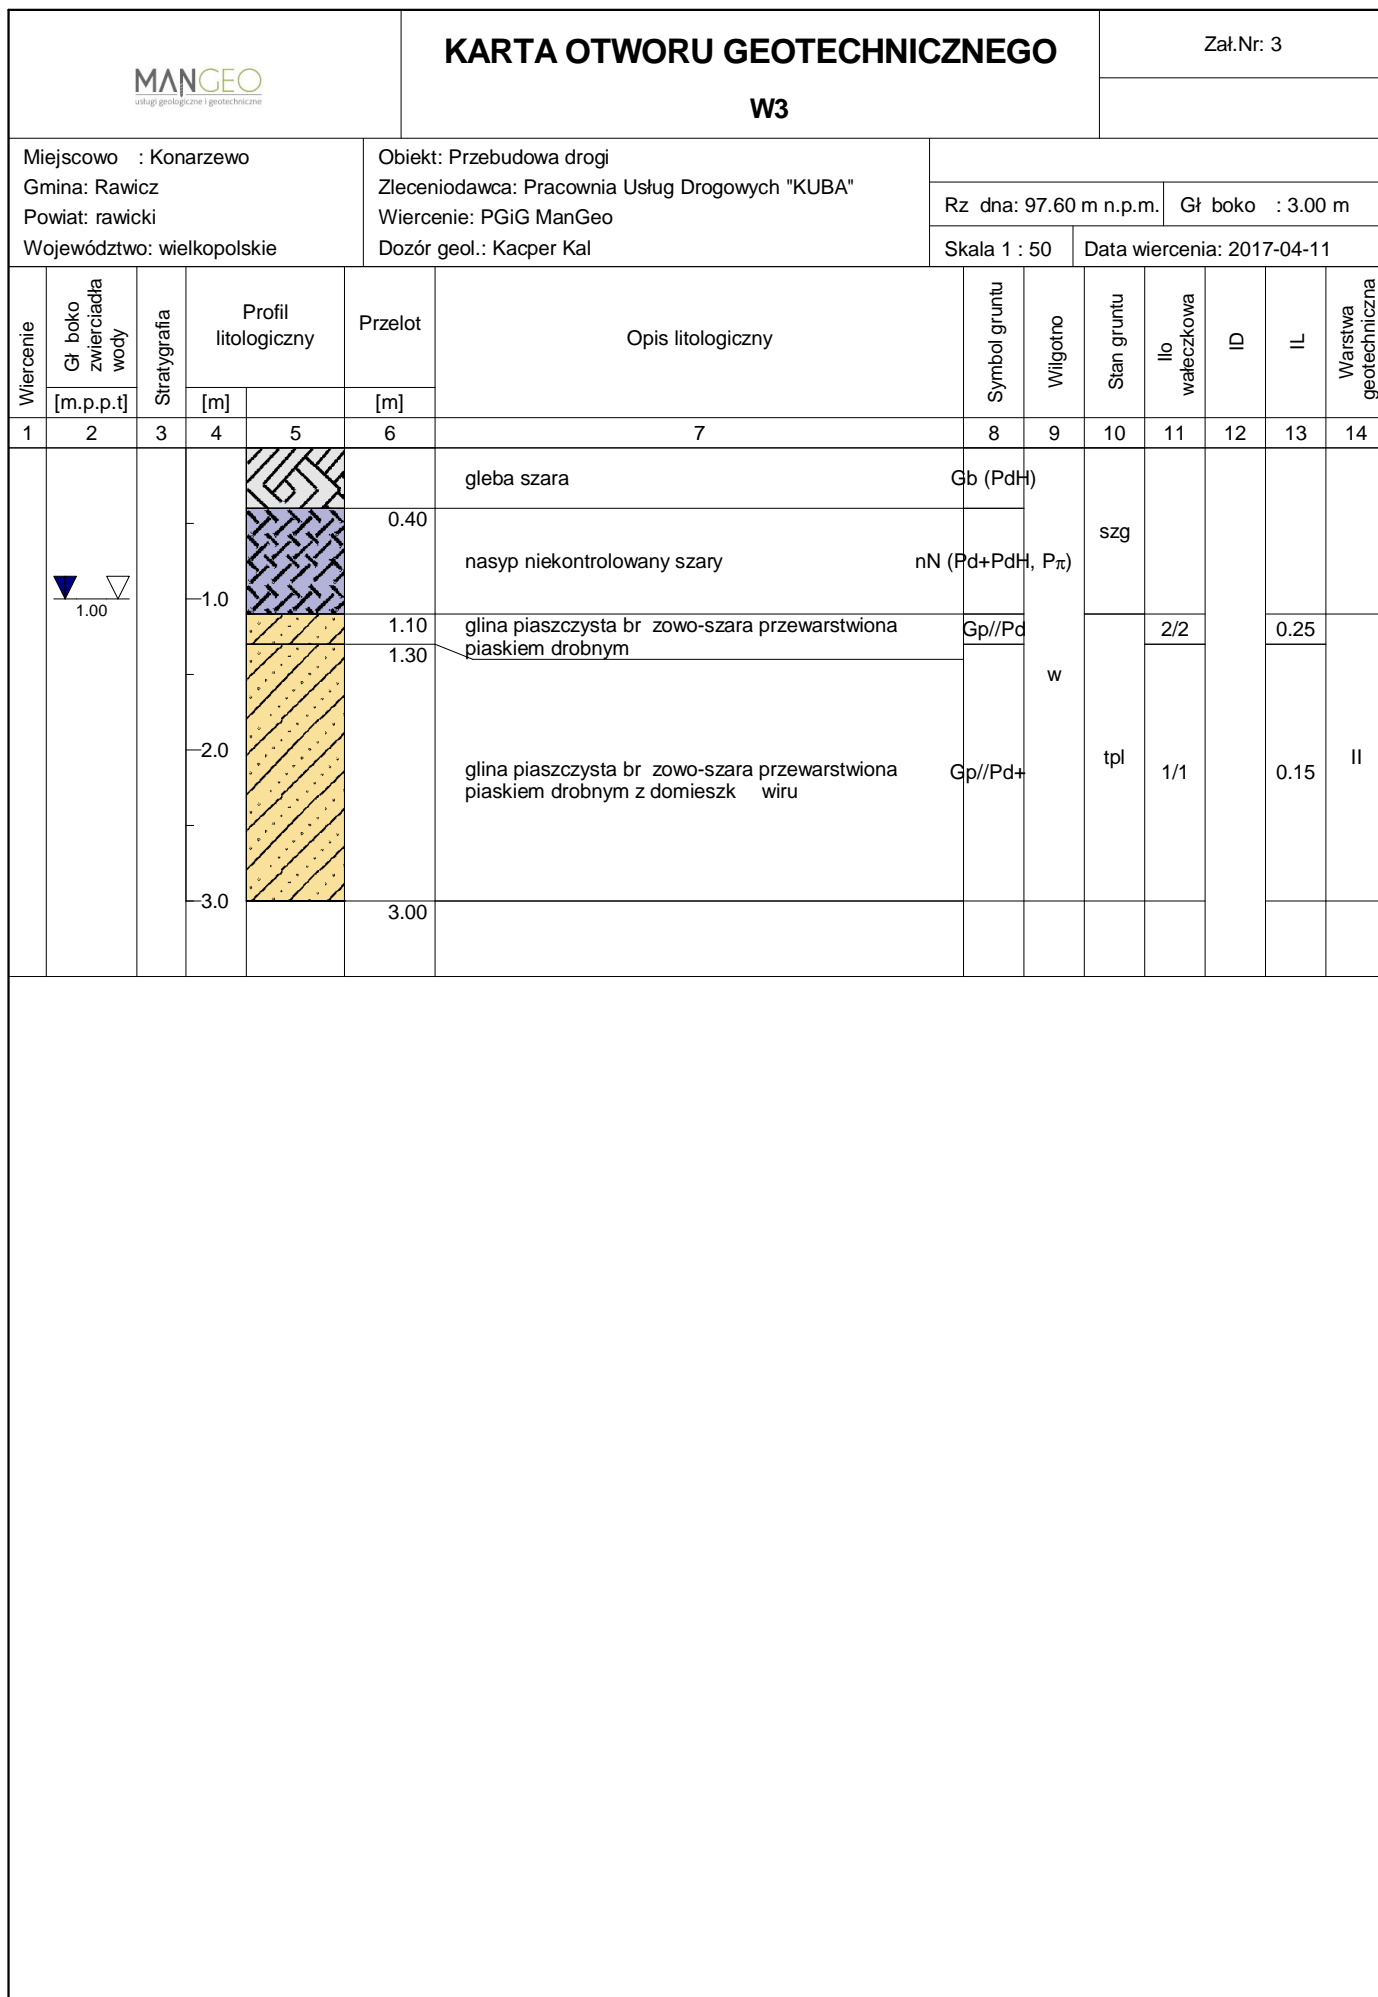 MANGEO
usługi geologiczne i geotechniczne
KARTA OTWORU GEOTECHNICZNEGO
W3
Zał.Nr: 3
Miejscowo : Konarzewo
Gmina: Rawicz
Powiat: rawicki
Województwo: wielkopolskie
Obiekt: Przebudowa drogi
Zleceniodawca: Pracownia Usług Drogowych "KUBA"
Wiercenie: PGiG ManGeo
Dozór geol.: Kacper Kal
Rz dna: 97.60 m n.p.m.
Gł boko : 3.00 m
Skala 1 : 50
Data wiercenia: 2017-04-11
Wiercenie
Gł boko
zwierciadła
wody
[m.p.p.t]
Stratygrafia
Profil
litologiczny
[m]
Przelot
[m]
Opis litologiczny
Symbol gruntu
Wilgotno
Stan gruntu
Ilo
wałeczkowa
ID
IL
Warstwa
geotechniczna
1 2 3 4 5 6 7 8 9 10 11 12 13 14
gleba szara
Gb (PdH)
0.40
szg
nasyp niekontrolowany szary
nN (Pd+PdH, Pπ)
1.00
1.0
1.10
glina piaszczysta br zowo-szara przewarstwiona
piaskiem drobnym
Gp//Pd
2/2
0.25
1.30
w
2.0
glina piaszczysta br zowo-szara przewarstwiona
piaskiem drobnym z domieszk wiru
Gp//Pd+
tpl
1/1
0.15
II
3.0
3.00